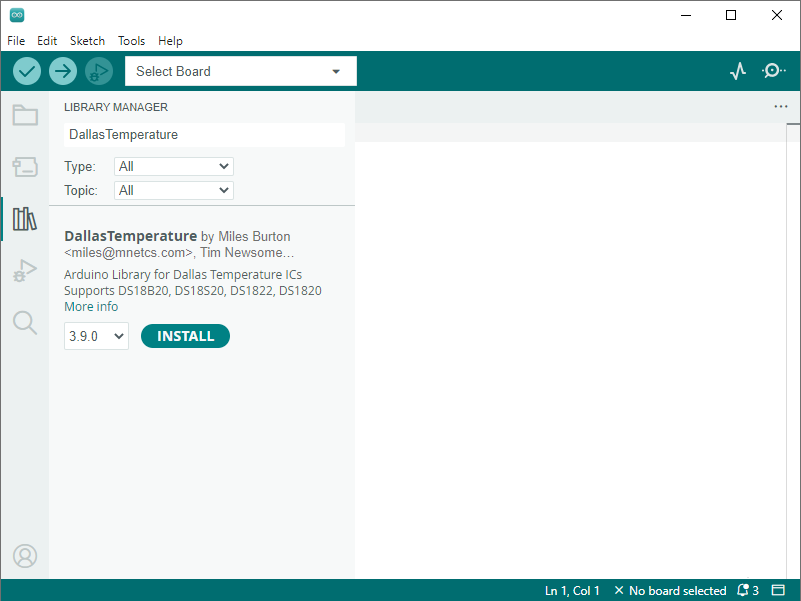 File Edit Sketch Tools Help
Select Board
LIBRARY MANAGER
DallasTemperature
Type: All
Topic: All
DallasTemperature by Miles Burton
<miles@mnetcs.com>, Tim Newsome...
Arduino Library for Dallas Temperature ICs
Supports DS18B20, DS18S20, DS1822, DS1820
More info
3.9.0 INSTALL
Ln 1, Col 1 × No board selected 3